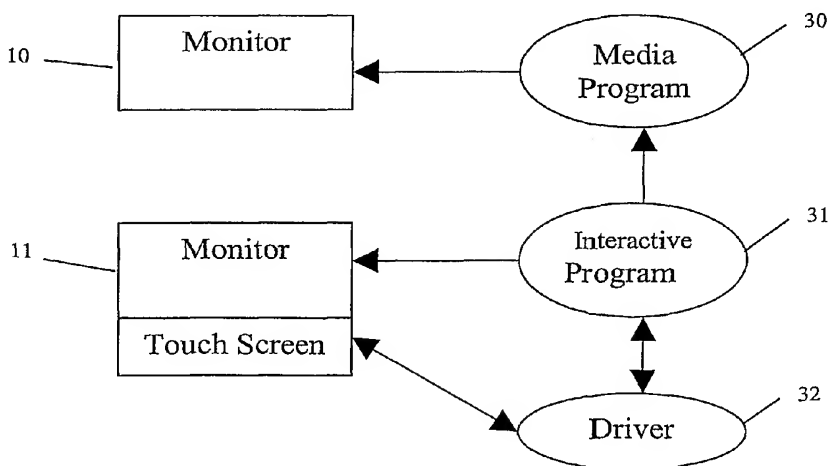 10
Monitor
Media
Program
30
11
Monitor
Touch Screen
Interactive
Program
31
Driver
32